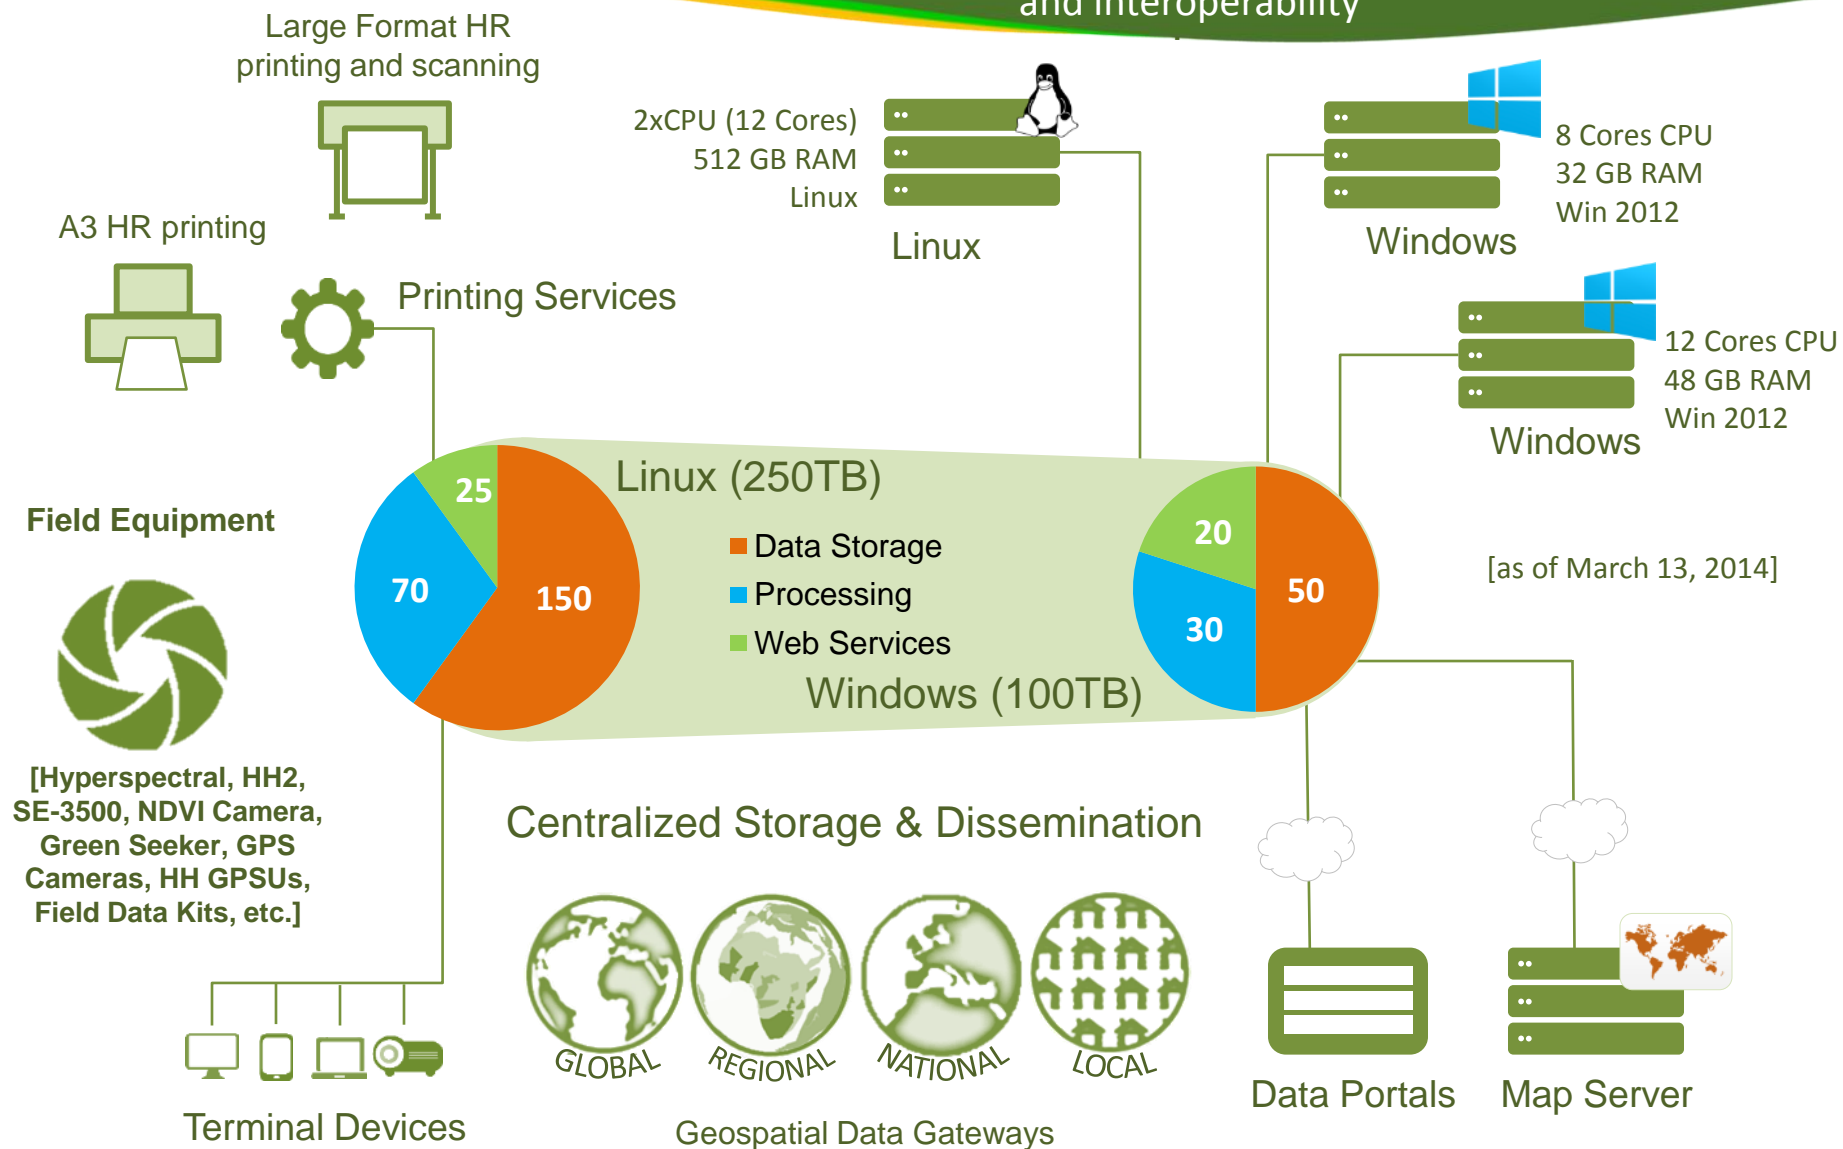 and interoperability
Large Format HR
printing and scanning
A3 HR printing
Printing Services
2xCPU (12 Cores)
512 GB RAM
Linux
Linux
8 Cores CPU
32 GB RAM
Win 2012
Windows
12 Cores CPU
48 GB RAM
Win 2012
Windows
Linux (250TB)
25
70
150
Data Storage
Processing
Web Services
Windows (100TB)
20
30
50
[as of March 13, 2014]
Field Equipment
[Hyperspectral, HH2,
SE-3500, NDVI Camera,
Green Seeker, GPS
Cameras, HH GPSUs,
Field Data Kits, etc.]
Centralized Storage & Dissemination
GLOBAL
REGIONAL
NATIONAL
LOCAL
Geospatial Data Gateways
Terminal Devices
Data Portals
Map Server